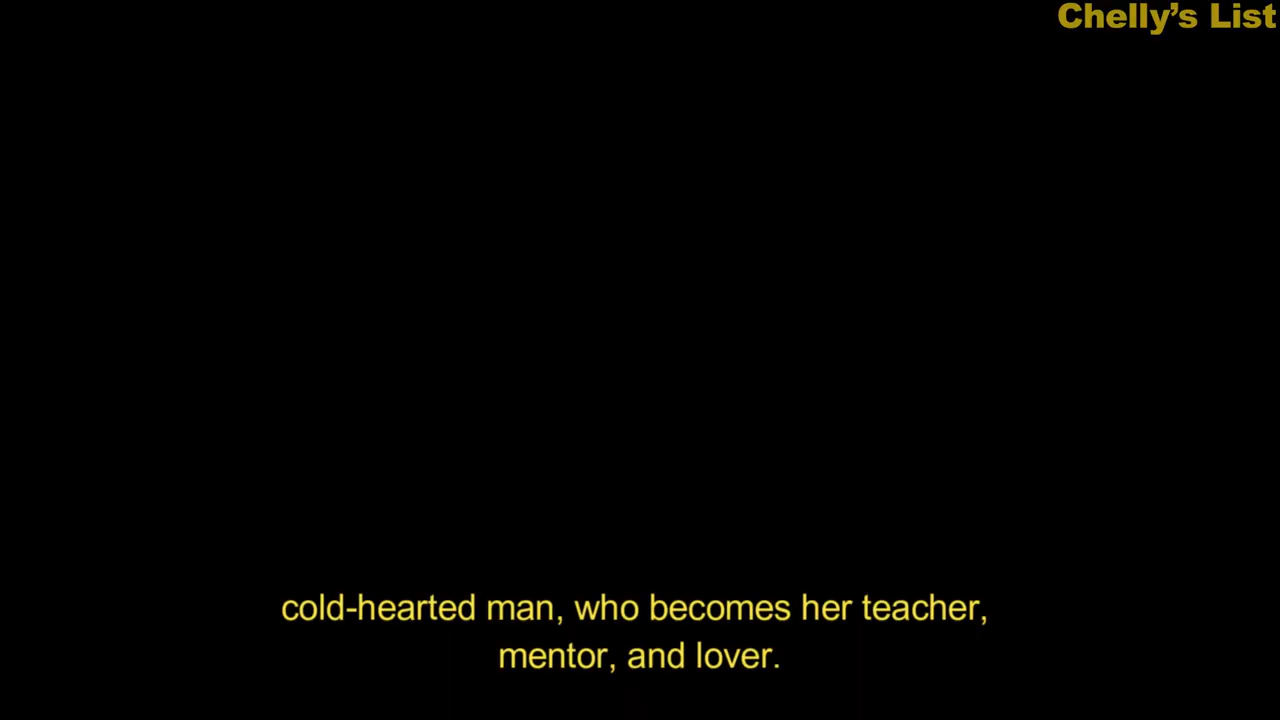 Chelly’s List
cold-hearted man, who becomes her teacher,
mentor, and lover.